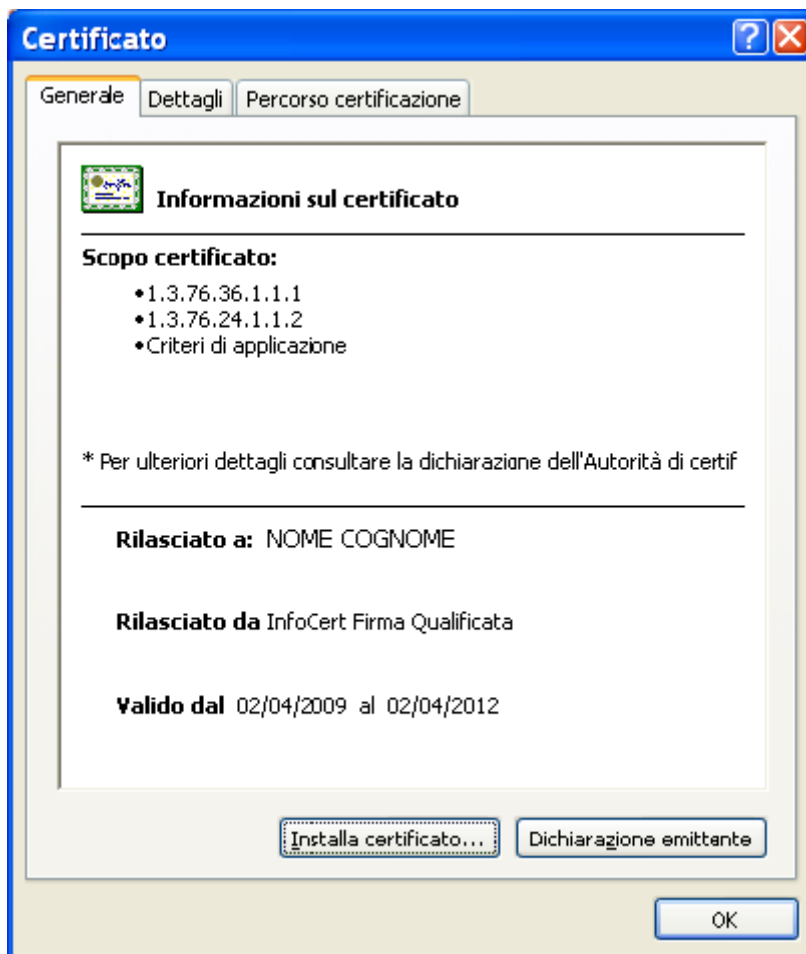 Certificato
Generale Dettagli Percorso certificazione
Informazioni sul certificato
Scopo certificato:
•1.3.76.36.1.1.1
•1.3.76.24.1.1.2
•Criteri di applicazione
* Per ulteriori dettagli consultare la dichiarazione dell'Autorità di certif
Rilasciato a: NOME COGNOME
Rilasciato da InfoCert Firma Qualificata
Valido dal 02/04/2009 al 02/04/2012
Installa certificato... Dichiarazione emittente
OK